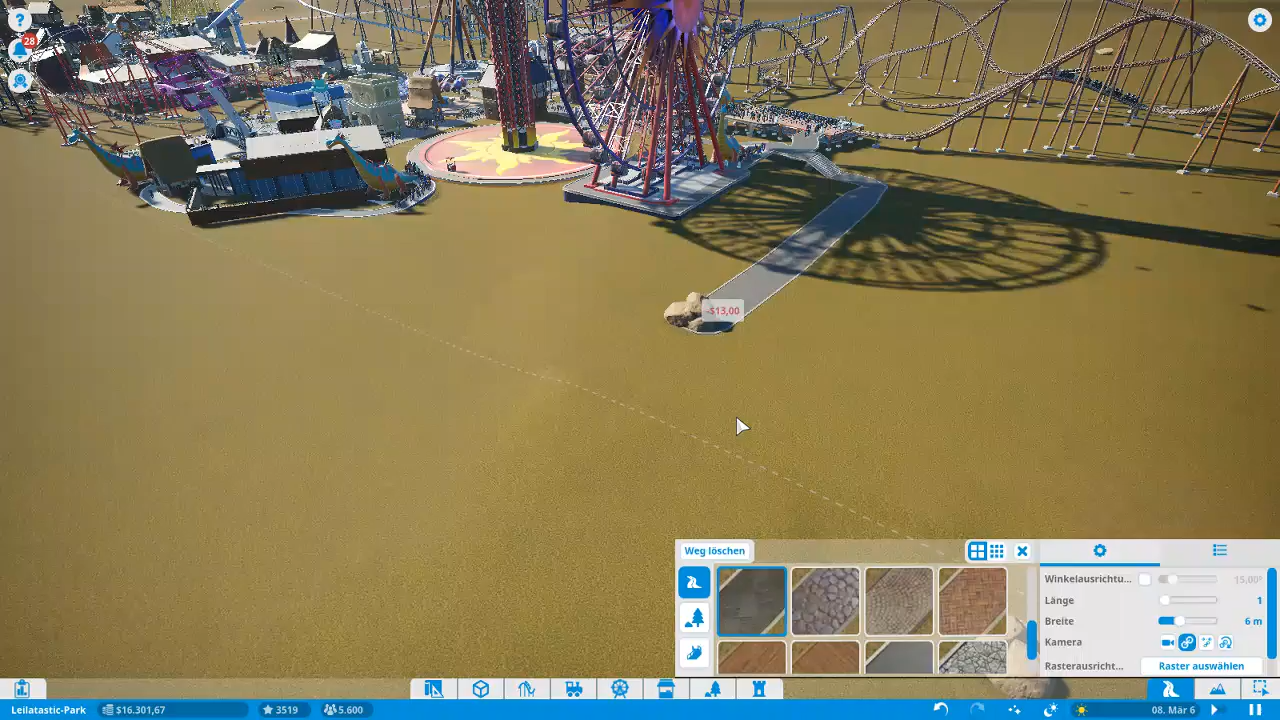 28
-$13,00
Weg löschen
Winkelausrichtu...
15,00°
Länge
1
Breite
6 m
Kamera
Rasterausricht...
Raster auswählen
Leilatastic-Park
$16.301,67
3519
5.600
08. Mär 6